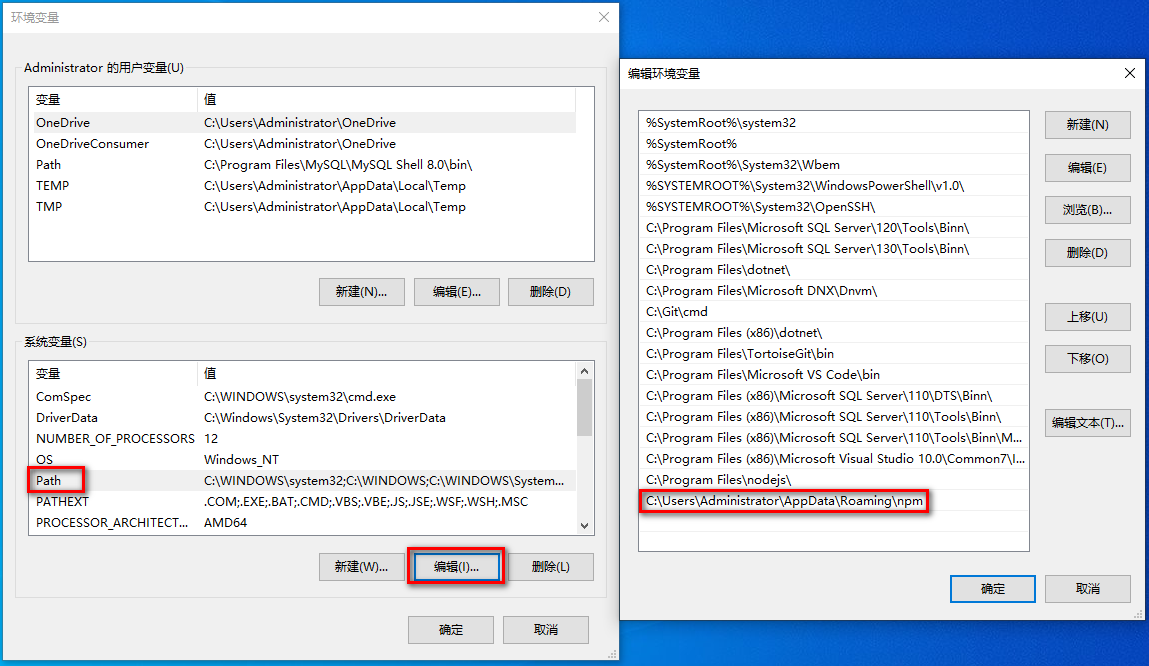 环境变量
Administrator 的用户变量(U)
变量 值
OneDrive C:\Users\Administrator\OneDrive
OneDriveConsumer C:\Users\Administrator\OneDrive
Path C:\Program Files\MySQL\MySQL Shell 8.0\bin\
TEMP C:\Users\Administrator\AppData\Local\Temp
TMP C:\Users\Administrator\AppData\Local\Temp
新建(N)... 编辑(E)... 删除(D)
系统变量(S)
变量 值
ComSpec C:\WINDOWS\system32\cmd.exe
DriverData C:\Windows\System32\Drivers\DriverData
NUMBER_OF_PROCESSORS 12
OS Windows_NT
Path C:\WINDOWS\system32;C:\WINDOWS;C:\WINDOWS\System...
PATHEXT .COM;.EXE;.BAT;.CMD;.VBS;.VBE;.JS;.JSE;.WSF;.WSH;.MSC
PROCESSOR_ARCHITECT... AMD64
新建(W)... 编辑(I)... 删除(L)
确定 取消
编辑环境变量
%SystemRoot%\system32
%SystemRoot%
%SystemRoot%\System32\Wbem
%SYSTEMROOT%\System32\WindowsPowerShell\v1.0\
%SYSTEMROOT%\System32\OpenSSH\
C:\Program Files\Microsoft SQL Server\120\Tools\Binn\
C:\Program Files\Microsoft SQL Server\130\Tools\Binn\
C:\Program Files\dotnet\
C:\Program Files\Microsoft DNX\Dnvm\
C:\Git\cmd
C:\Program Files (x86)\dotnet\
C:\Program Files\TortoiseGit\bin
C:\Program Files\Microsoft VS Code\bin
C:\Program Files (x86)\Microsoft SQL Server\110\DTS\Binn\
C:\Program Files (x86)\Microsoft SQL Server\110\Tools\Binn\
C:\Program Files (x86)\Microsoft SQL Server\110\Tools\Binn\M...
C:\Program Files (x86)\Microsoft Visual Studio 10.0\Common7\I...
C:\Program Files\nodejs\
C:\Users\Administrator\AppData\Roaming\npm
新建(N)
编辑(E)
浏览(B)...
删除(D)
上移(U)
下移(O)
编辑文本(T)...
确定 取消